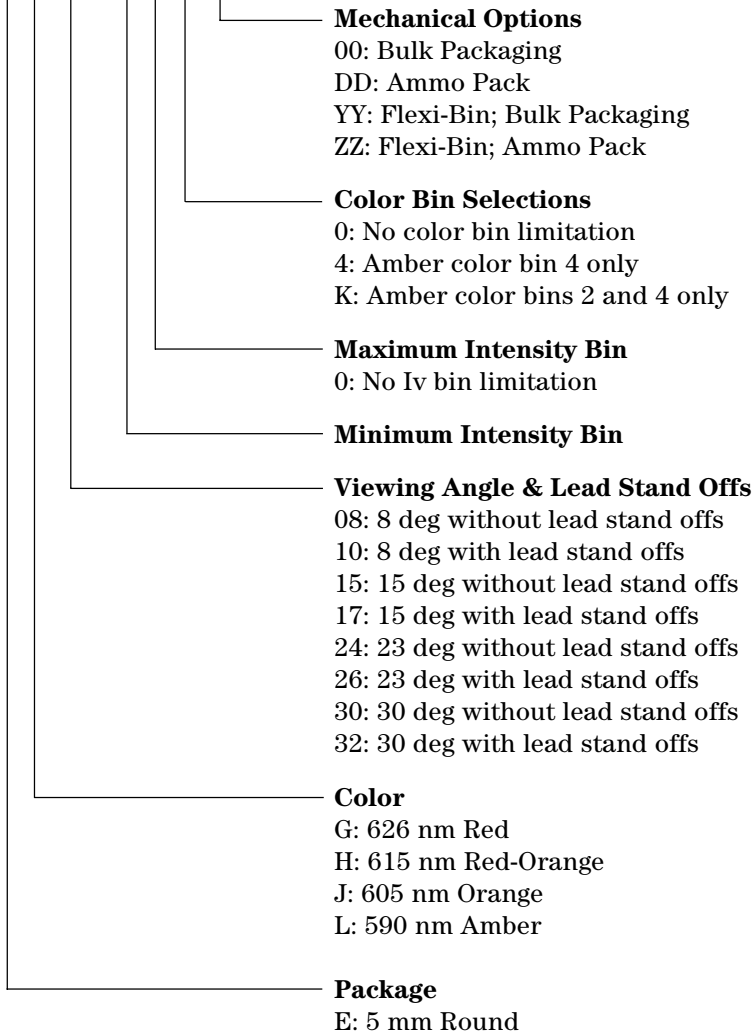 Mechanical Options
00: Bulk Packaging
DD: Ammo Pack
YY: Flexi-Bin; Bulk Packaging
ZZ: Flexi-Bin; Ammo Pack
Color Bin Selections
0: No color bin limitation
4: Amber color bin 4 only
K: Amber color bins 2 and 4 only
Maximum Intensity Bin
0: No Iv bin limitation
Minimum Intensity Bin
Viewing Angle & Lead Stand Offs
08: 8 deg without lead stand offs
10: 8 deg with lead stand offs
15: 15 deg without lead stand offs
17: 15 deg with lead stand offs
24: 23 deg without lead stand offs
26: 23 deg with lead stand offs
30: 30 deg without lead stand offs
32: 30 deg with lead stand offs
Color
G: 626 nm Red
H: 615 nm Red-Orange
J: 605 nm Orange
L: 590 nm Amber
Package
E: 5 mm Round